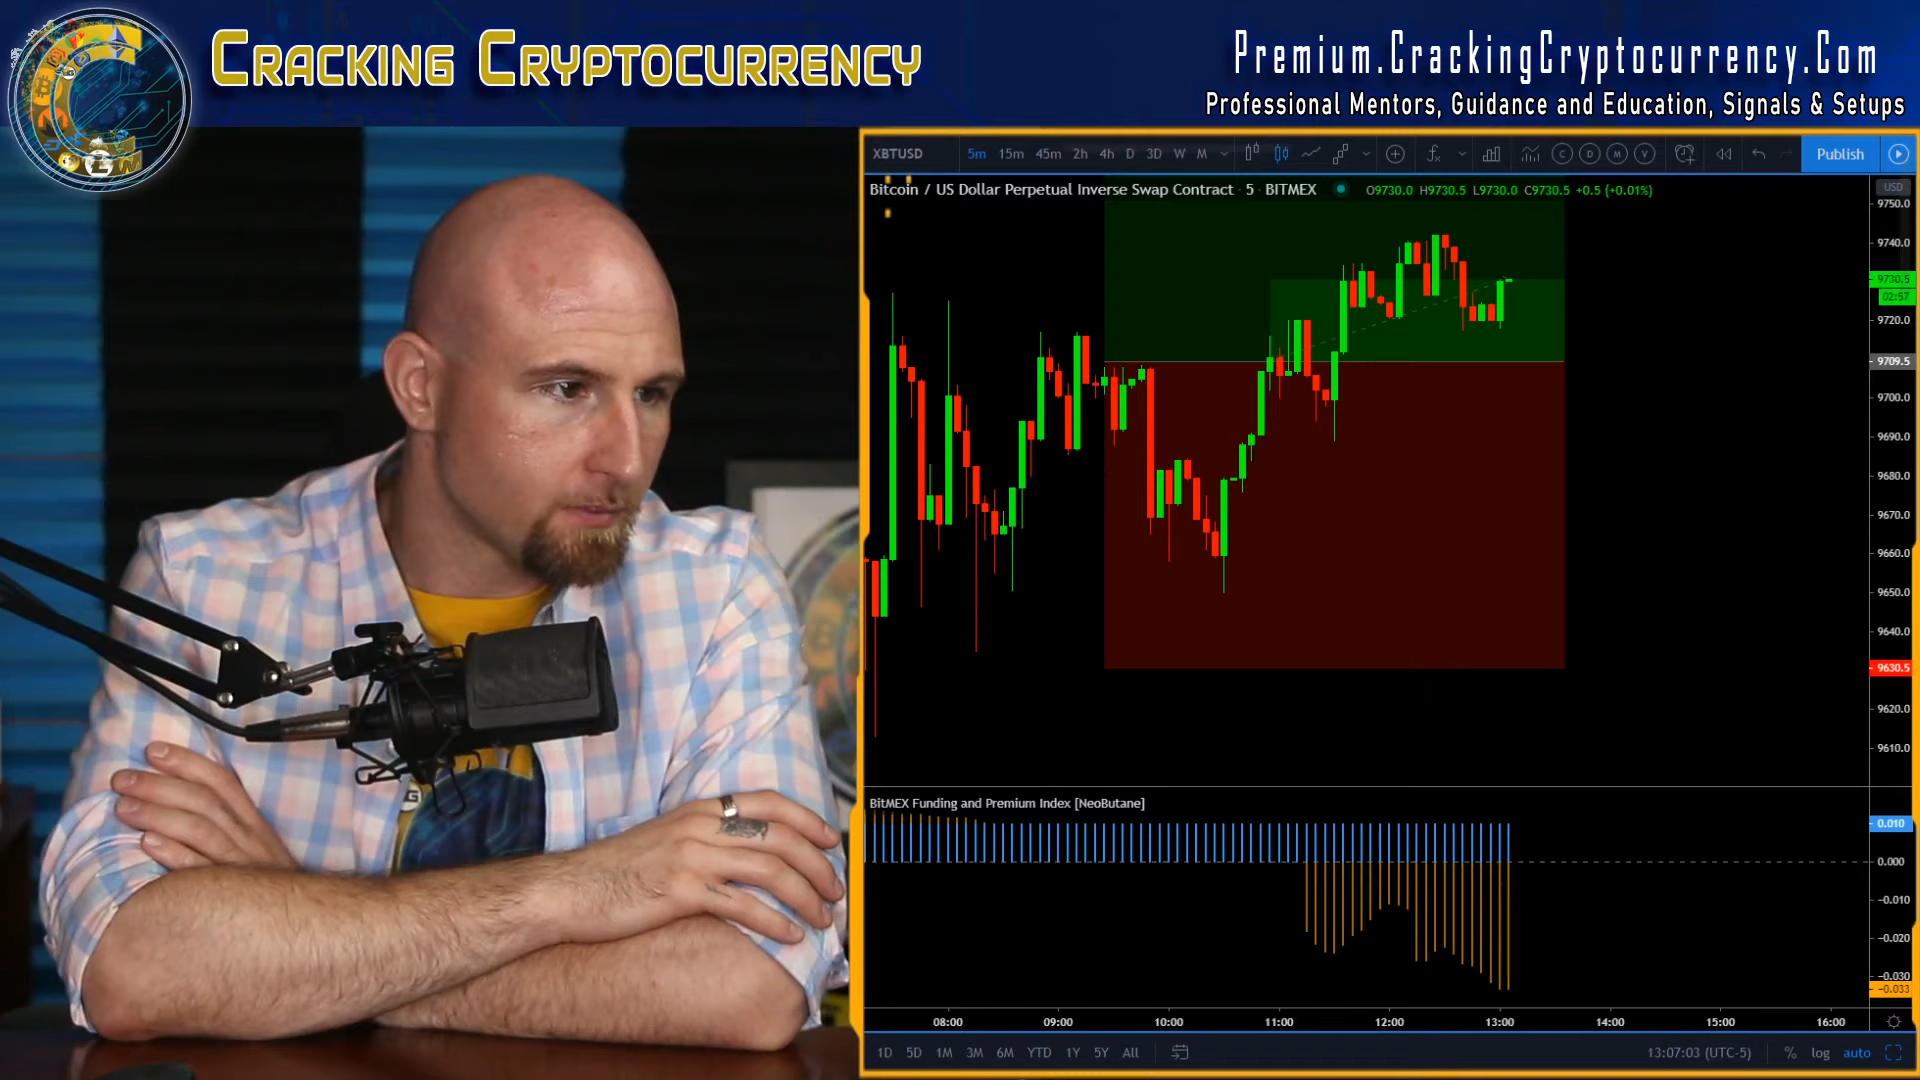 Cracking Cryptocurrency
Premium.CrackingCryptocurrency.Com
Professional Mentors, Guidance and Education, Signals & Setups
XBTUSD 5m 15m 45m 2h 4h D 3D W M Publish
Bitcoin / US Dollar Perpetual Inverse Swap Contract · 5 · BITMEX O9730.0 H9730.5 L9730.0 C9730.5 +0.5 (+0.01%)
USD
9750.0
9740.0
9730.5
02:57
9720.0
9709.5
9700.0
9690.0
9680.0
9670.0
9660.0
9650.0
9640.0
9630.5
9620.0
9610.0
BitMEX Funding and Premium Index [NeoButane]
0.010
0.000
-0.010
-0.020
-0.030
-0.033
08:00 09:00 10:00 11:00 12:00 13:00 14:00 15:00 16:00
1D 5D 1M 3M 6M YTD 1Y 5Y All 13:07:03 (UTC-5) % log auto